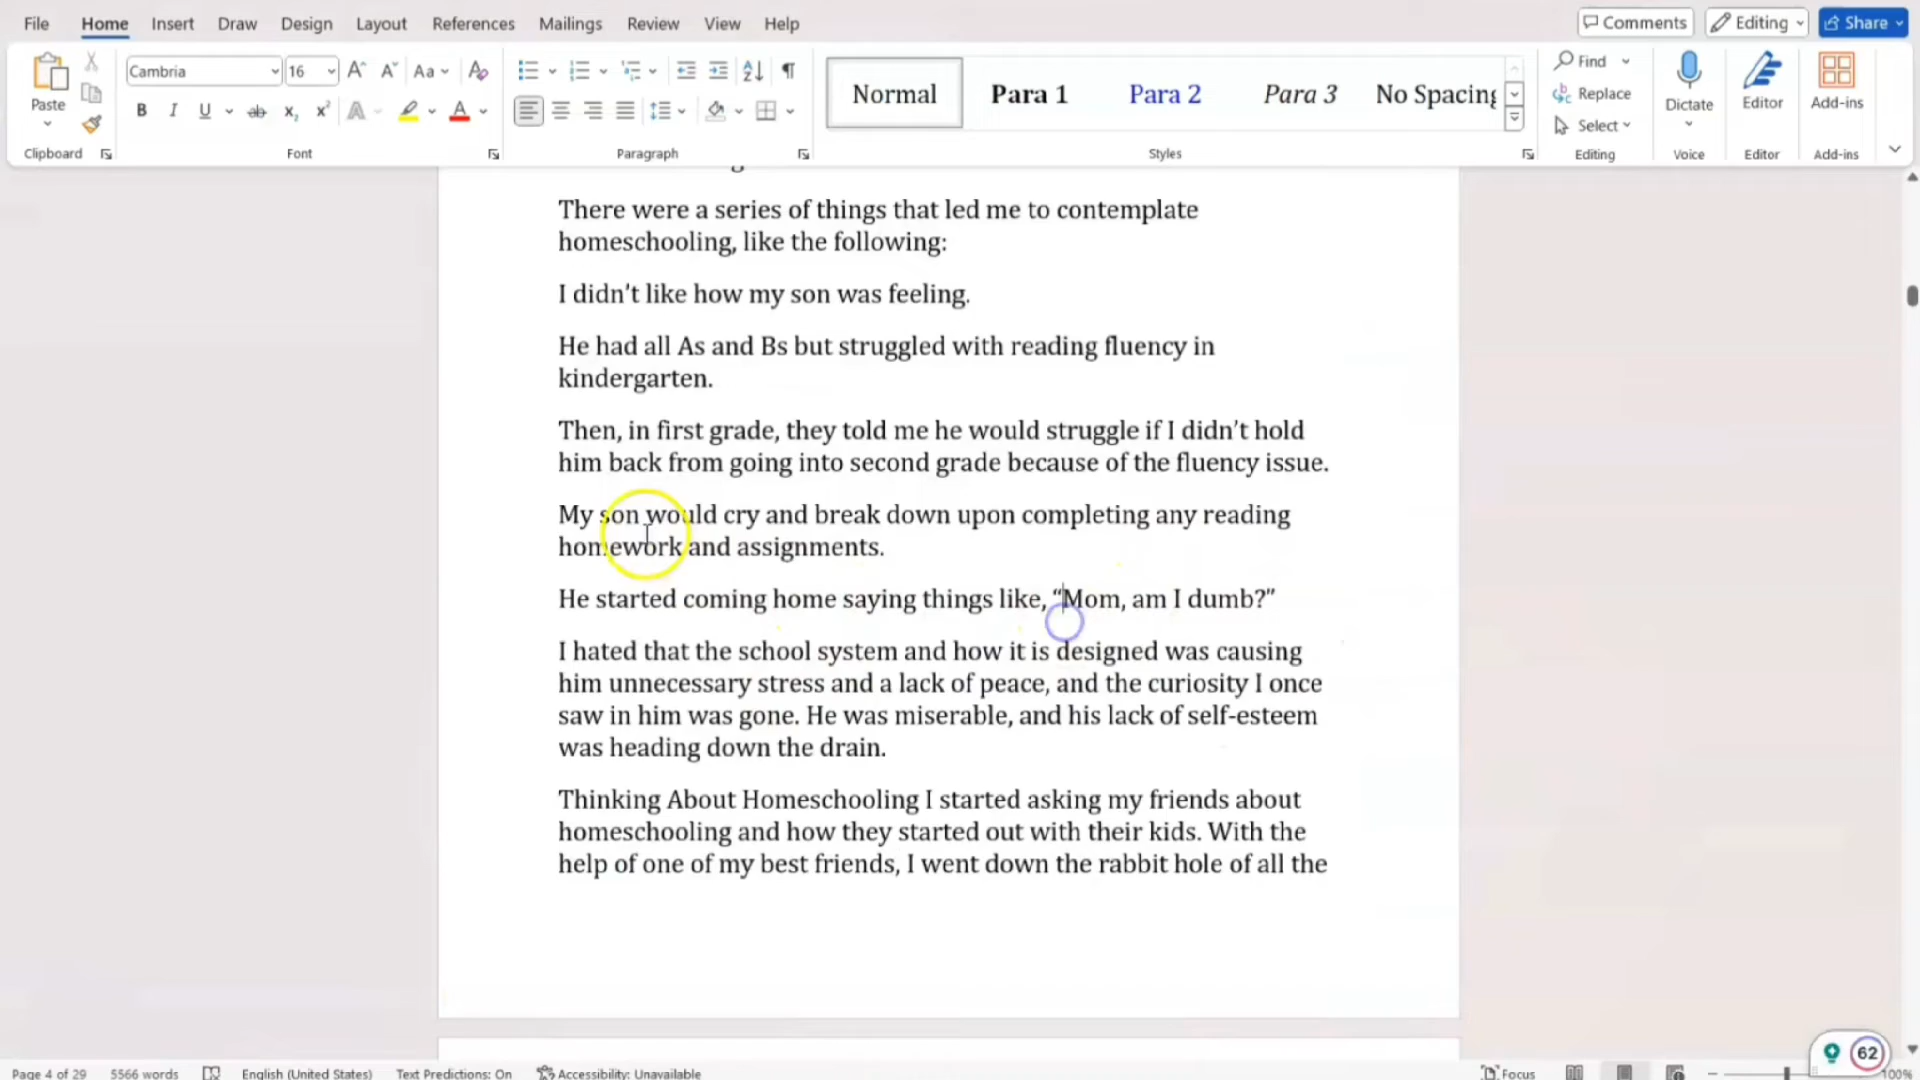 File Home Insert Draw Design Layout References Mailings Review View Help Comments Editing Share
Cambria 16 Aa
Paste
Normal Para 1 Para 2 Para 3 No Spacing
Find
Replace
Select
Dictate Editor Add-ins
Clipboard Font Paragraph Styles Editing Voice Editor Add-ins
There were a series of things that led me to contemplate
homeschooling, like the following:
I didn’t like how my son was feeling.
He had all As and Bs but struggled with reading fluency in
kindergarten.
Then, in first grade, they told me he would struggle if I didn’t hold
him back from going into second grade because of the fluency issue.
My son would cry and break down upon completing any reading
homework and assignments.
He started coming home saying things like, “Mom, am I dumb?”
I hated that the school system and how it is designed was causing
him unnecessary stress and a lack of peace, and the curiosity I once
saw in him was gone. He was miserable, and his lack of self-esteem
was heading down the drain.
Thinking About Homeschooling I started asking my friends about
homeschooling and how they started out with their kids. With the
help of one of my best friends, I went down the rabbit hole of all the
62
Page 4 of 29 5566 words English (United States) Text Predictions: On Accessibility: Unavailable Focus 100%